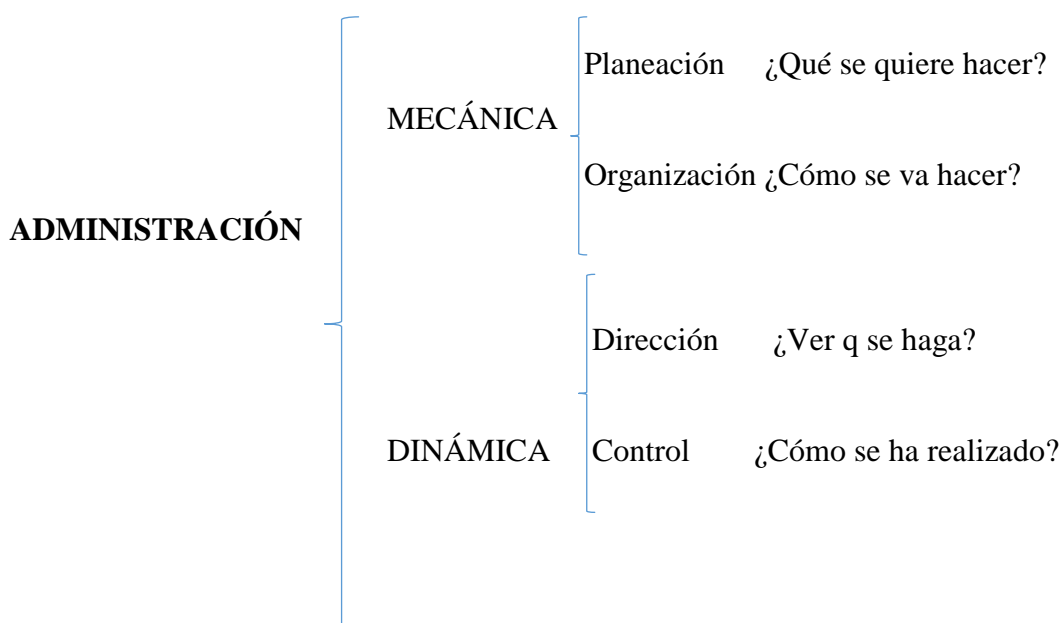 Planeación ¿Qué se quiere hacer?
MECÁNICA
Organización ¿Cómo se va hacer?
ADMINISTRACIÓN
Dirección ¿Ver q se haga?
DINÁMICA Control ¿Cómo se ha realizado?